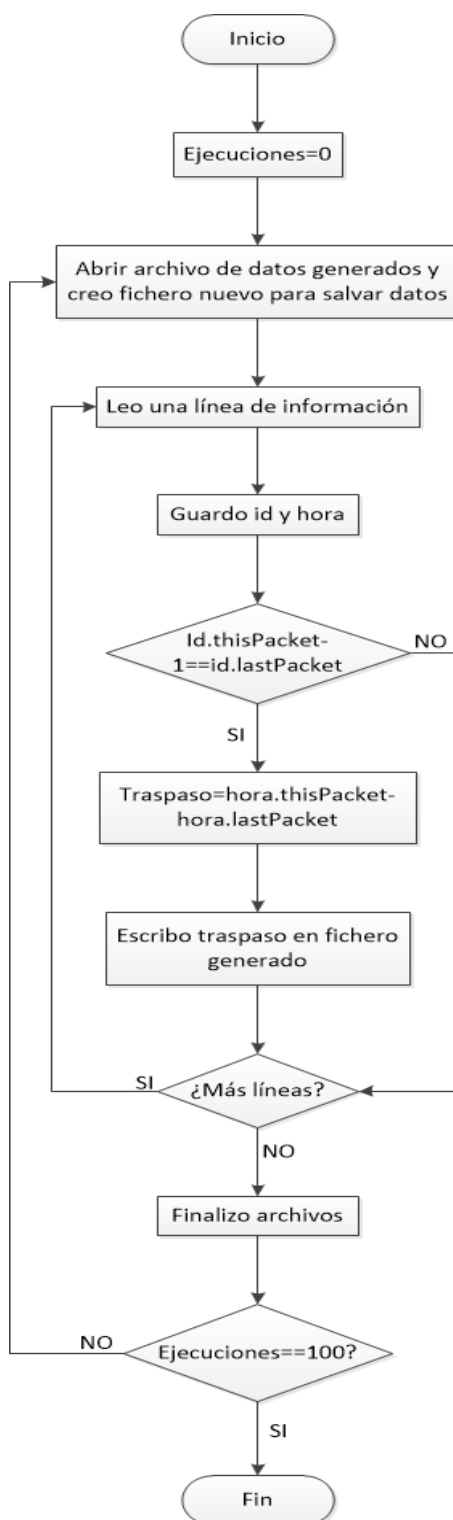 Inicio
Ejecuciones=0
Abrir archivo de datos generados y
creo fichero nuevo para salvar datos
Leo una línea de información
Guardo id y hora
Id.thisPacket-
1==id.lastPacket
NO
SI
Traspaso=hora.thisPacket-
hora.lastPacket
Escribo traspaso en fichero
generado
SI
¿Más líneas?
NO
Finalizo archivos
NO
Ejecuciones==100?
SI
Fin